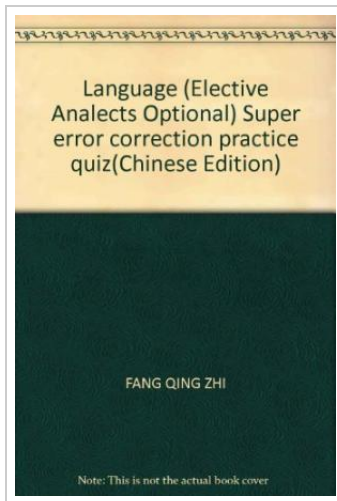 Language (Elective
Analects Optional) Super
error correction practice
quiz(Chinese Edition)
FANG QING ZHI
Note: This is not the actual book cover